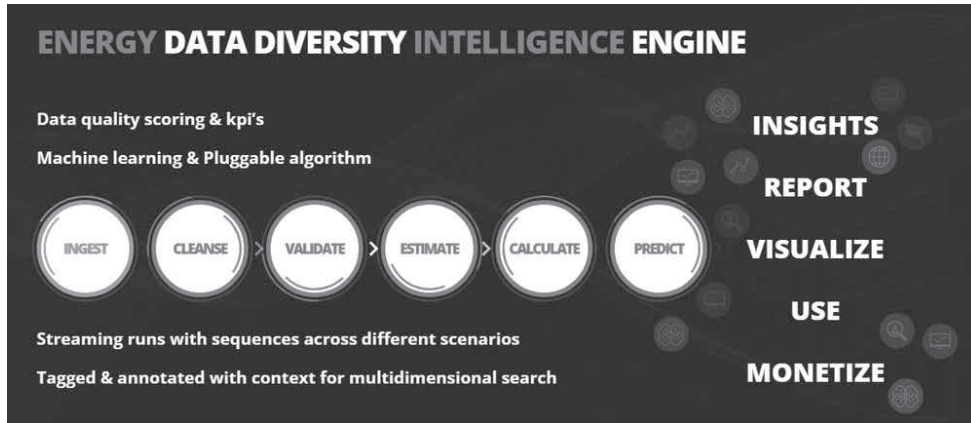 ENERGY DATA DIVERSITY INTELLIGENCE ENGINE
Data quality scoring & kpi's
Machine learning & Pluggable algorithm
INGEST CLEANSE VALIDATE ESTIMATE CALCULATE PREDICT
Streaming runs with sequences across different scenarios
Tagged & annotated with context for multidimensional search
INSIGHTS
REPORT
VISUALIZE
USE
MONETIZE